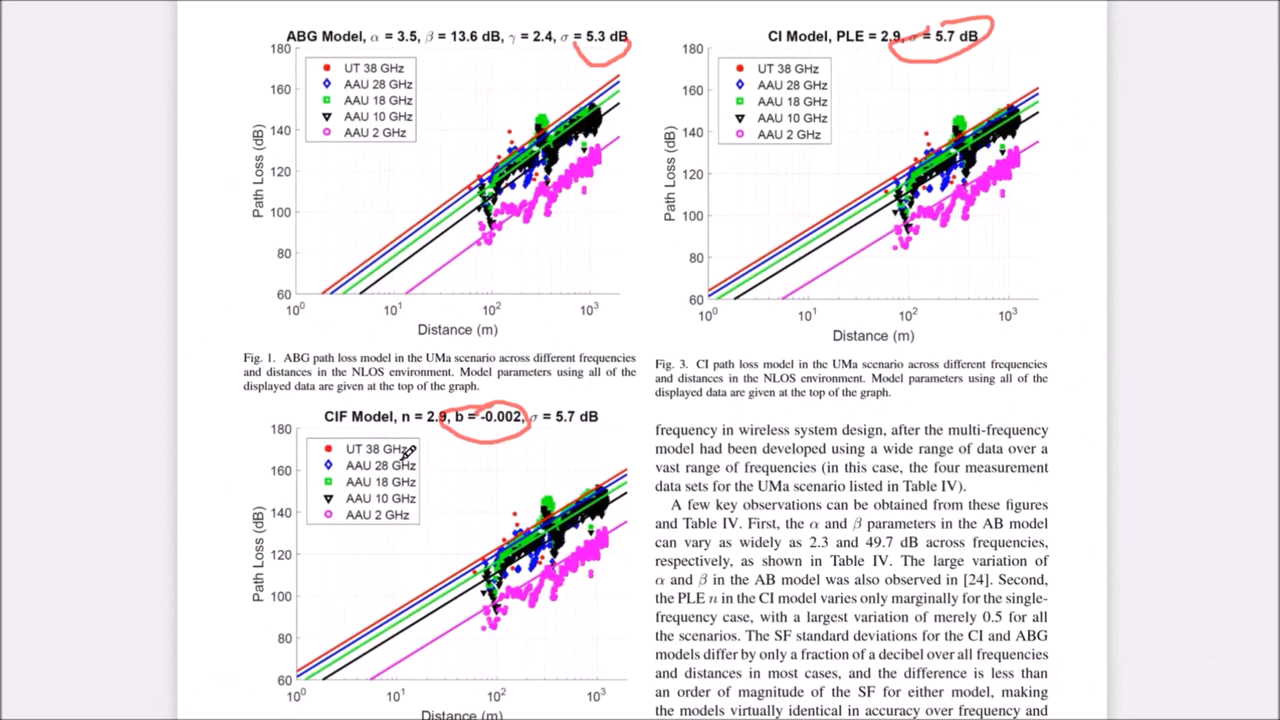 ABG Model, α = 3.5, β = 13.6 dB, γ = 2.4, σ = 5.3 dB
180
160
140
120
100
80
60
Path Loss (dB)
UT 38 GHz
AAU 28 GHz
AAU 18 GHz
AAU 10 GHz
AAU 2 GHz
10⁰
10¹
10²
10³
Distance (m)
Fig. 1. ABG path loss model in the UMa scenario across different frequencies
and distances in the NLOS environment. Model parameters using all of the
displayed data are given at the top of the graph.
CIF Model, n = 2.9, b = -0.002, σ = 5.7 dB
180
160
140
120
100
80
60
Path Loss (dB)
UT 38 GHz
AAU 28 GHz
AAU 18 GHz
AAU 10 GHz
AAU 2 GHz
10⁰
10¹
10²
10³
Distance (m)
CI Model, PLE = 2.9, σ = 5.7 dB
180
160
140
120
100
80
60
Path Loss (dB)
UT 38 GHz
AAU 28 GHz
AAU 18 GHz
AAU 10 GHz
AAU 2 GHz
10⁰
10¹
10²
10³
Distance (m)
Fig. 3. CI path loss model in the UMa scenario across different frequencies
and distances in the NLOS environment. Model parameters using all of the
displayed data are given at the top of the graph.
frequency in wireless system design, after the multi-frequency
model had been developed using a wide range of data over a
vast range of frequencies (in this case, the four measurement
data sets for the UMa scenario listed in Table IV).
A few key observations can be obtained from these figures
and Table IV. First, the α and β parameters in the AB model
can vary as widely as 2.3 and 49.7 dB across frequencies,
respectively, as shown in Table IV. The large variation of
α and β in the AB model was also observed in [24]. Second,
the PLE n in the CI model varies only marginally for the single-
frequency case, with a largest variation of merely 0.5 for all
the scenarios. The SF standard deviations for the CI and ABG
models differ by only a fraction of a decibel over all frequencies
and distances in most cases, and the difference is less than
an order of magnitude of the SF for either model, making
the models virtually identical in accuracy over frequency and